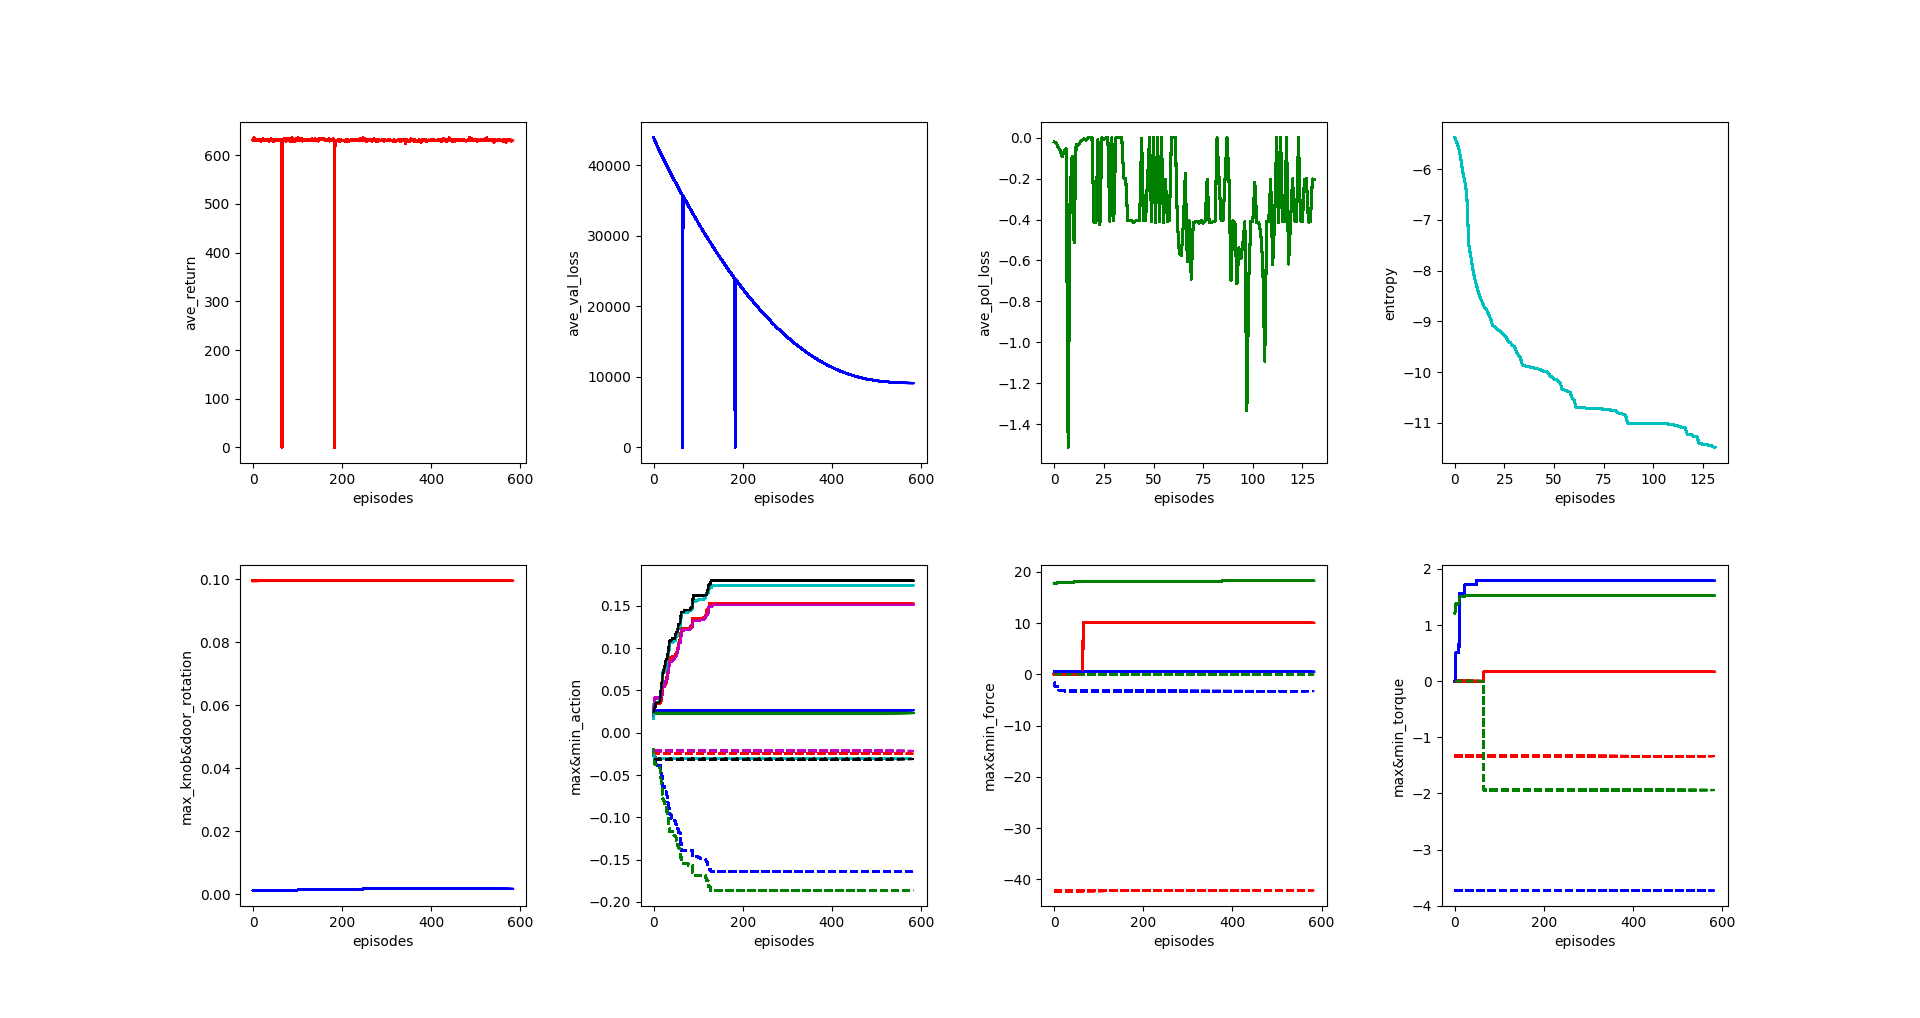 ave_return
600
500
400
300
200
100
0
0 200 400 600
episodes
ave_val_loss
40000
30000
20000
10000
0
0 200 400 600
episodes
ave_pol_loss
0.0
−0.2
−0.4
−0.6
−0.8
−1.0
−1.2
−1.4
0 25 50 75 100 125
episodes
entropy
−6
−7
−8
−9
−10
−11
0 25 50 75 100 125
episodes
max_knob&door_rotation
0.10
0.08
0.06
0.04
0.02
0.00
0 200 400 600
episodes
max&min_action
0.15
0.10
0.05
0.00
−0.05
−0.10
−0.15
−0.20
0 200 400 600
episodes
max&min_force
20
10
0
−10
−20
−30
−40
0 200 400 600
episodes
max&min_torque
2
1
0
−1
−2
−3
−4
0 200 400 600
episodes